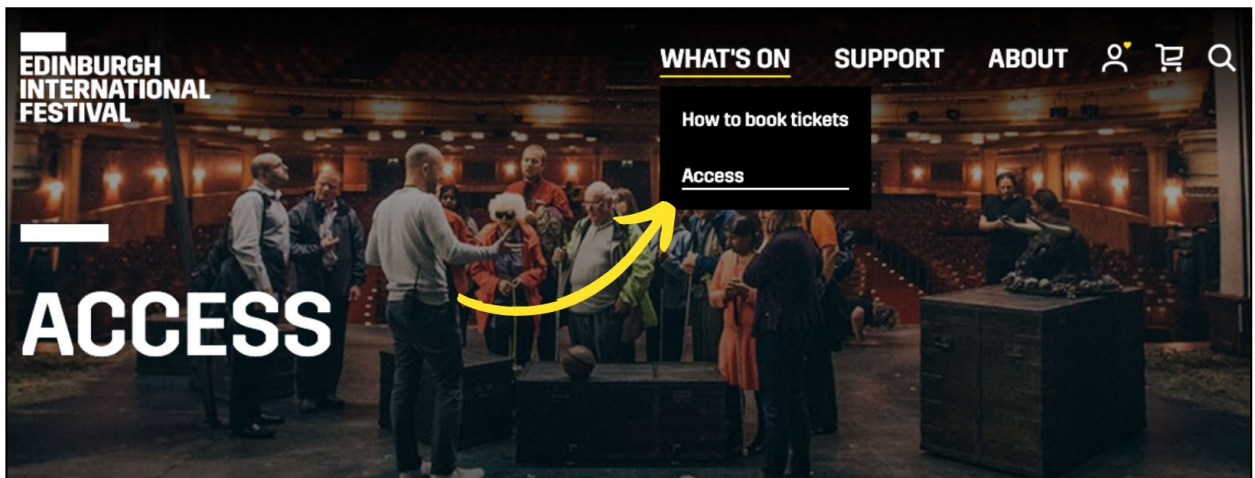 EDINBURGH
INTERNATIONAL
FESTIVAL
WHAT'S ON
SUPPORT
ABOUT
How to book tickets
Access
ACCESS